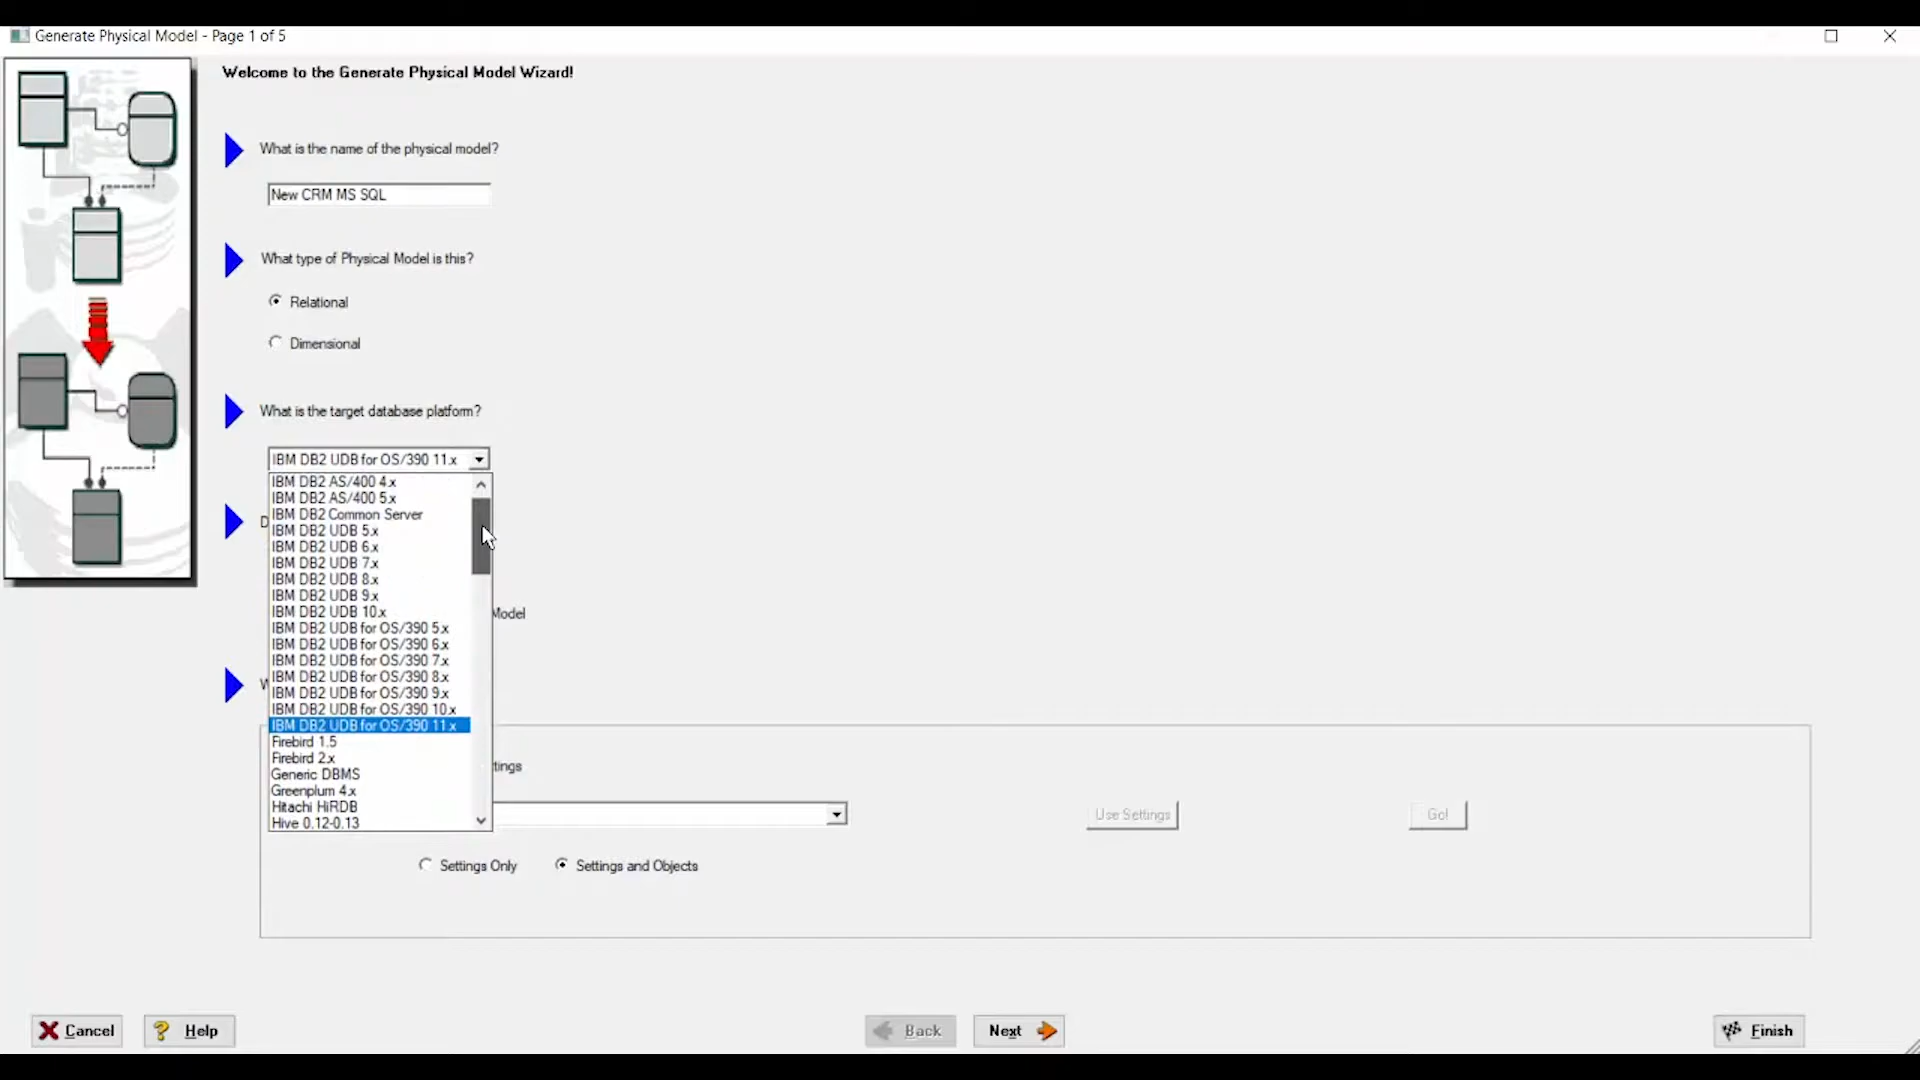 Generate Physical Model - Page 1 of 5
Welcome to the Generate Physical Model Wizard!
What is the name of the physical model?
New CRM MS SQL
What type of Physical Model is this?
Relational
Dimensional
What is the target database platform?
IBM DB2 UDB for OS/390 11.x
IBM DB2 AS/400 4.x
IBM DB2 AS/400 5.x
IBM DB2 Common Server
IBM DB2 UDB 5.x
IBM DB2 UDB 6.x
IBM DB2 UDB 7.x
IBM DB2 UDB 8.x
IBM DB2 UDB 9.x
IBM DB2 UDB 10.x
Model
IBM DB2 UDB for OS/390 5.x
IBM DB2 UDB for OS/390 6.x
IBM DB2 UDB for OS/390 7.x
IBM DB2 UDB for OS/390 8.x
IBM DB2 UDB for OS/390 9.x
IBM DB2 UDB for OS/390 10.x
IBM DB2 UDB for OS/390 11.x
Firebird 1.5
Firebird 2.x
Generic DBMS
Greenplum 4.x
Hitachi HiRDB
Hive 0.12-0.13
tings
Use Settings
Go!
Settings Only
Settings and Objects
Cancel
Help
Back
Next
Finish